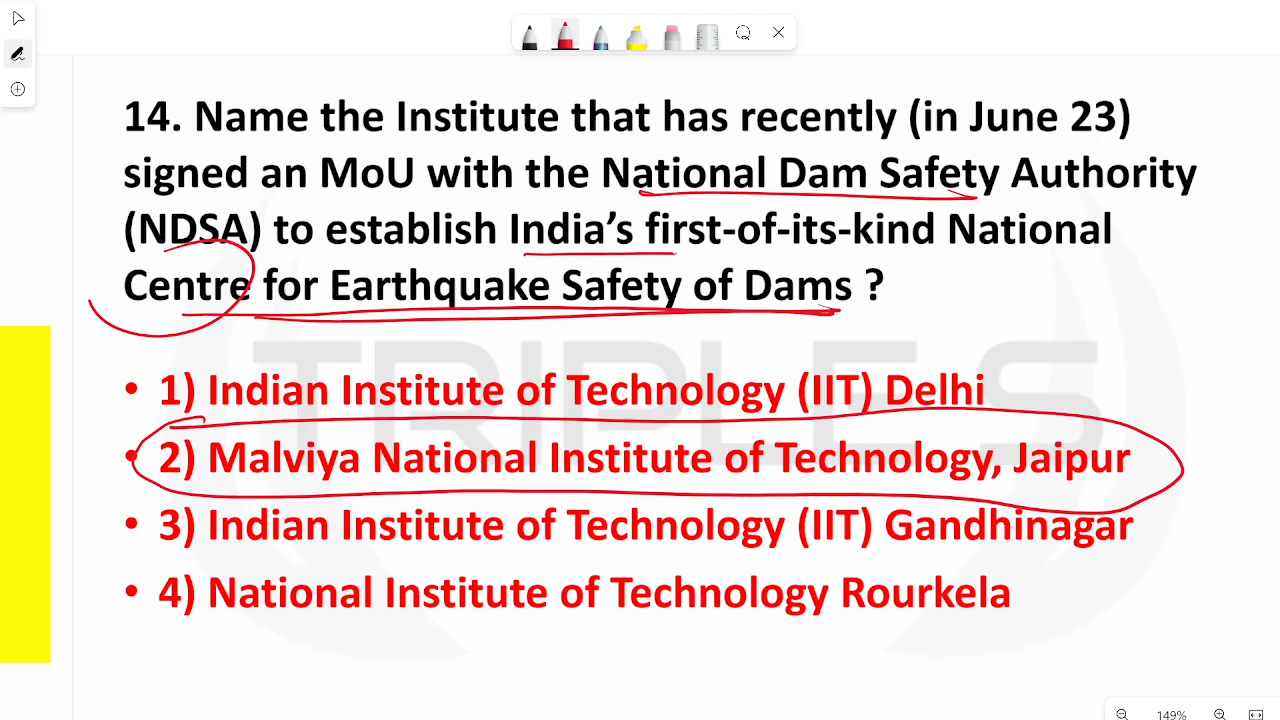 14. Name the Institute that has recently (in June 23)
signed an MoU with the National Dam Safety Authority
(NDSA) to establish India’s first-of-its-kind National
Centre for Earthquake Safety of Dams ?
TRIPLE S
• 1) Indian Institute of Technology (IIT) Delhi
• 2) Malviya National Institute of Technology, Jaipur
• 3) Indian Institute of Technology (IIT) Gandhinagar
• 4) National Institute of Technology Rourkela
149%